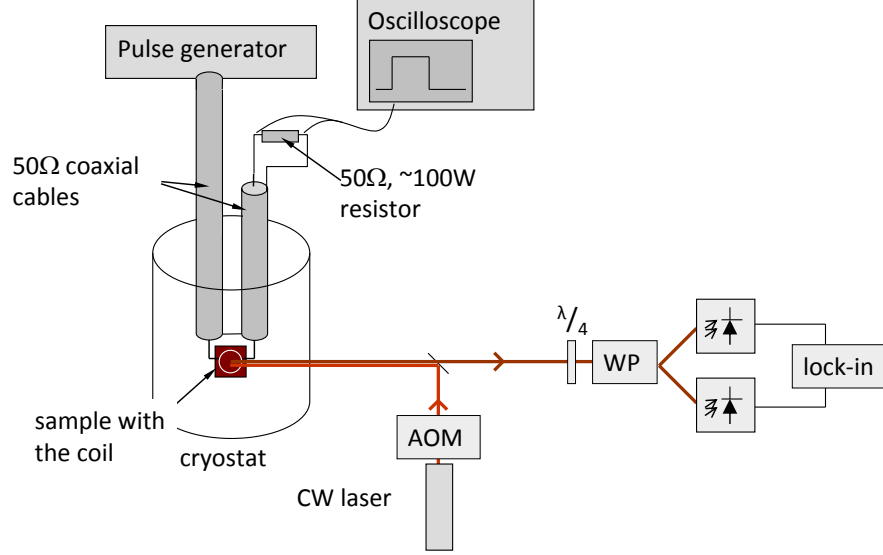 Oscilloscope
Pulse generator
50Ω coaxial
cables
50Ω, ~100W
resistor
λ/4
WP
lock-in
sample with
the coil
cryostat
AOM
CW laser